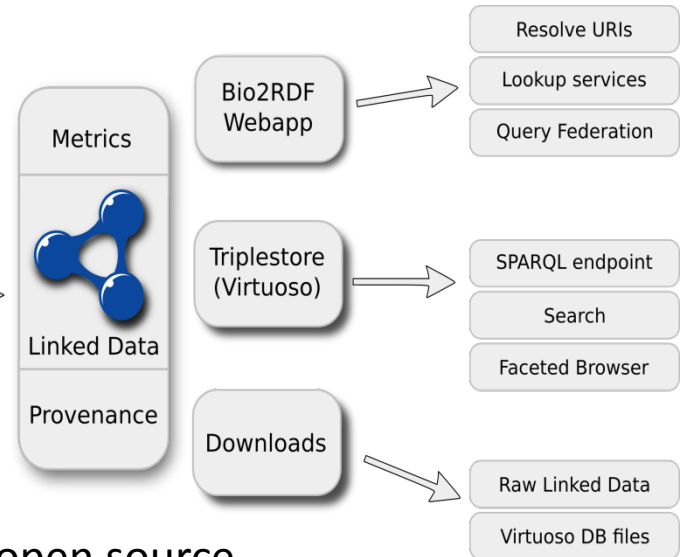 Metrics
Linked Data
Provenance
Bio2RDF
Webapp
Resolve URIs
Lookup services
Query Federation
Triplestore
(Virtuoso)
SPARQL endpoint
Search
Faceted Browser
Downloads
Raw Linked Data
Virtuoso DB files
open source